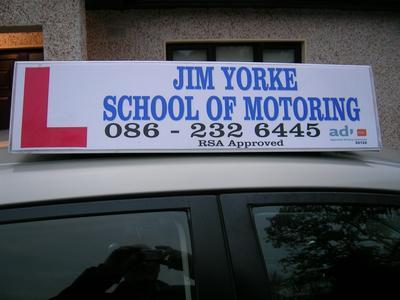 L
JIM YORKE
SCHOOL OF MOTORING
086 - 232 6445
RSA Approved
ad